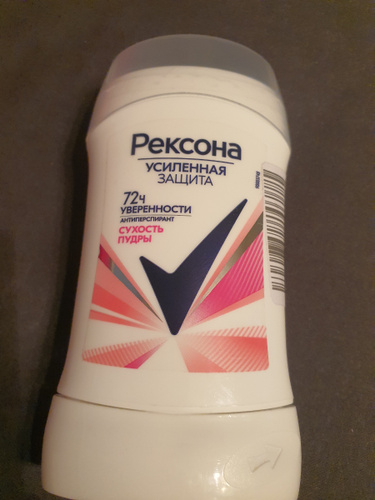 Рексона
УСИЛЕННАЯ
ЗАЩИТА
72ч
УВЕРЕННОСТИ
АНТИПЕРСПИРАНТ
СУХОСТЬ
ПУДРЫ